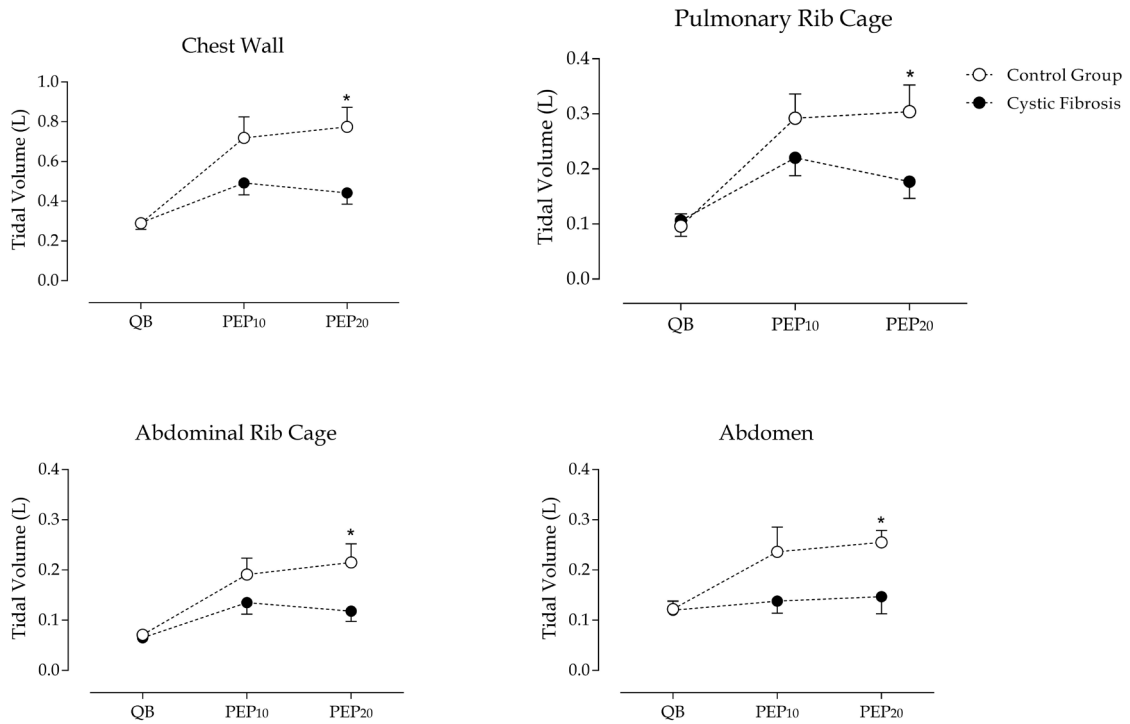 Chest Wall
Tidal Volume (L)
1.0
0.8
0.6
0.4
0.2
0.0
*
QB PEP10 PEP20
Pulmonary Rib Cage
Tidal Volume (L)
0.4
0.3
0.2
0.1
0.0
*
QB PEP10 PEP20
Control Group
Cystic Fibrosis
Abdominal Rib Cage
Tidal Volume (L)
0.4
0.3
0.2
0.1
0.0
*
QB PEP10 PEP20
Abdomen
Tidal Volume (L)
0.4
0.3
0.2
0.1
0.0
*
QB PEP10 PEP20